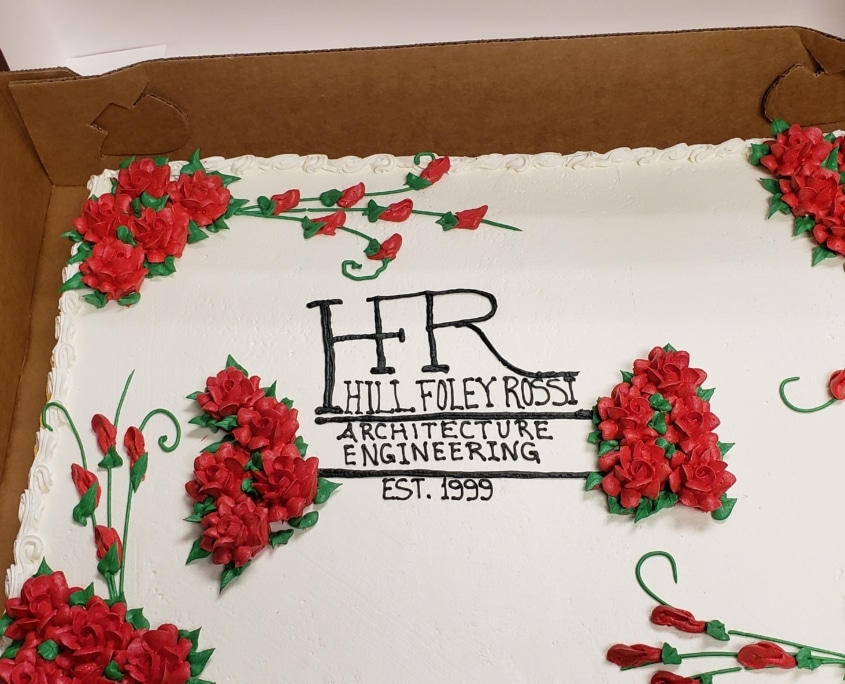 HFR
HILL FOLEY ROSSI
ARCHITECTURE
ENGINEERING
EST. 1999